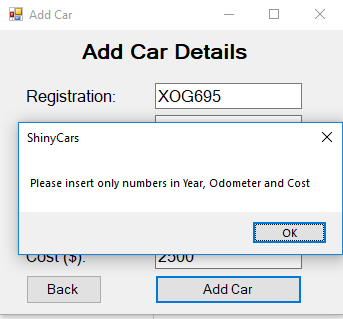 Add Car
Add Car Details
Registration: XOG695
ShinyCars
Please insert only numbers in Year, Odometer and Cost
OK
Cost ($): 2500
Back Add Car